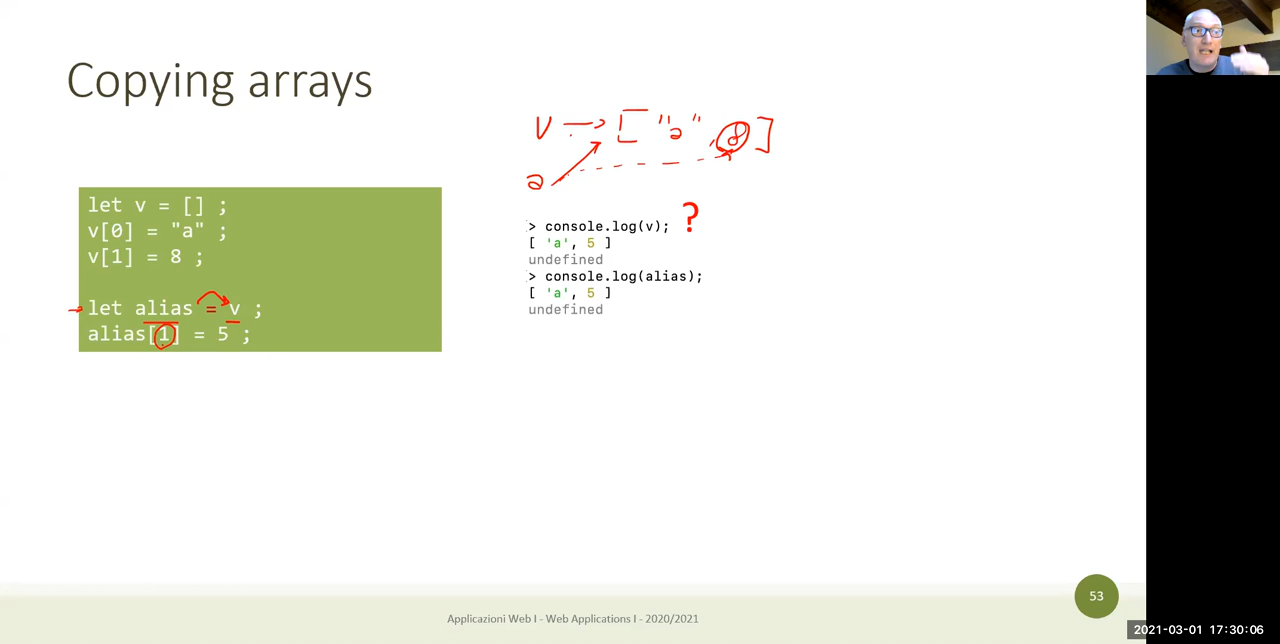 Copying arrays
v → [ "a", 8 ]
a
let v = [] ;
v[0] = "a" ;
v[1] = 8 ;
let alias = v ;
alias[1] = 5 ;
> console.log(v); ?
[ 'a', 5 ]
undefined
> console.log(alias);
[ 'a', 5 ]
undefined
53
Applicazioni Web I - Web Applications I - 2020/2021
2021-03-01 17:30:06